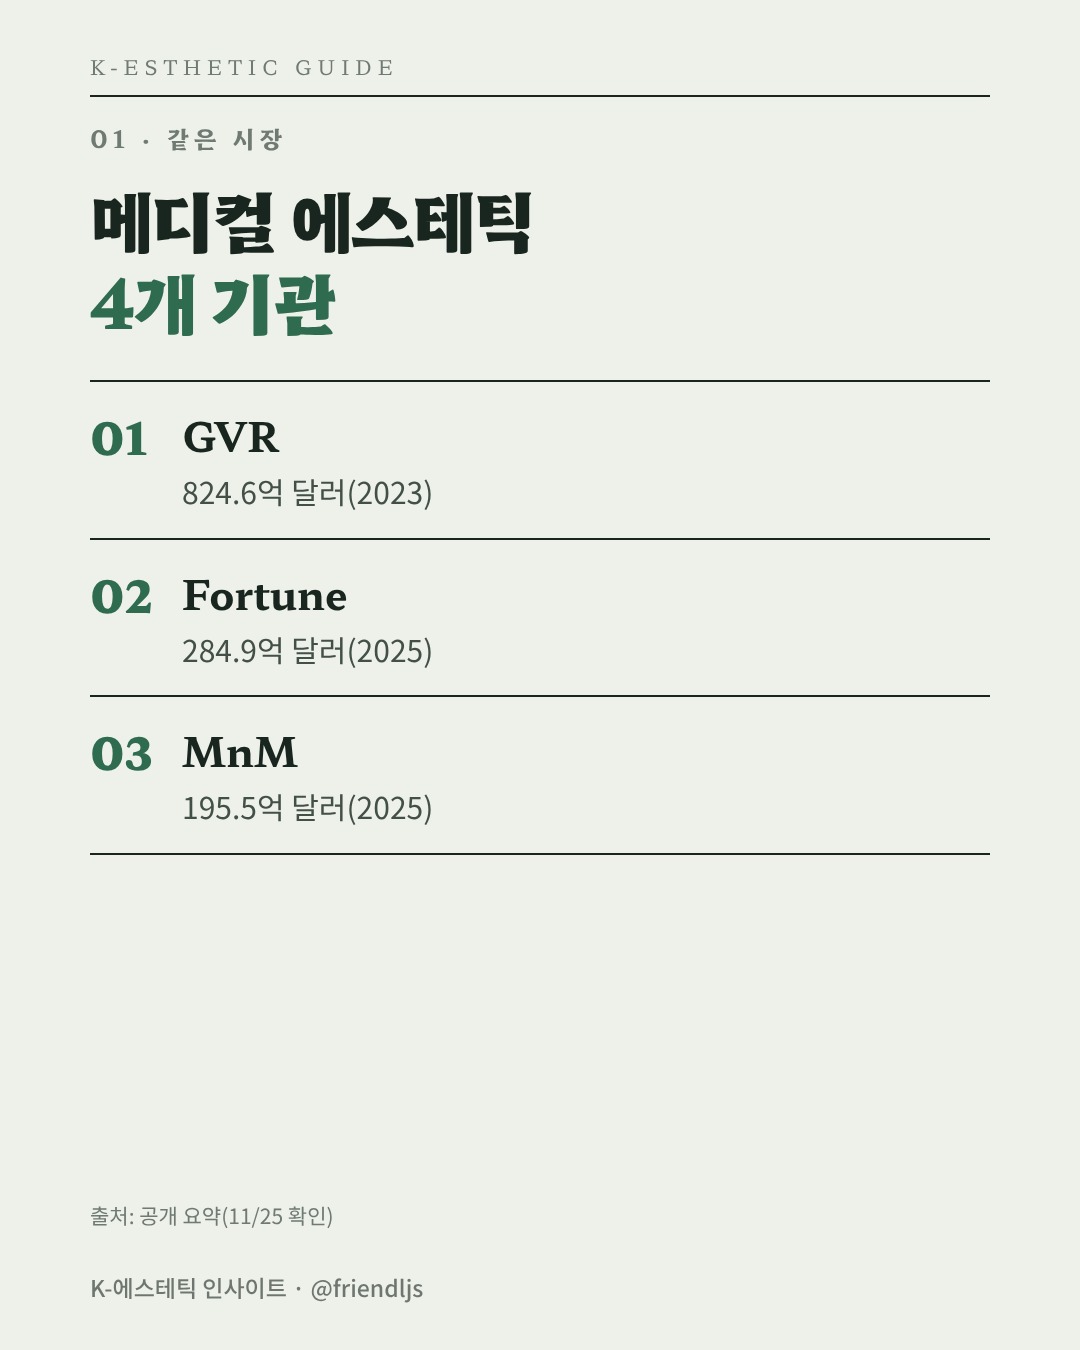 K-ESTHETIC GUIDE
01 · 같은 시장
메디컬 에스테틱
4개 기관
01 GVR
824.6억 달러(2023)
02 Fortune
284.9억 달러(2025)
03 MnM
195.5억 달러(2025)
출처: 공개 요약(11/25 확인)
K-에스테틱 인사이트 · @friendljs